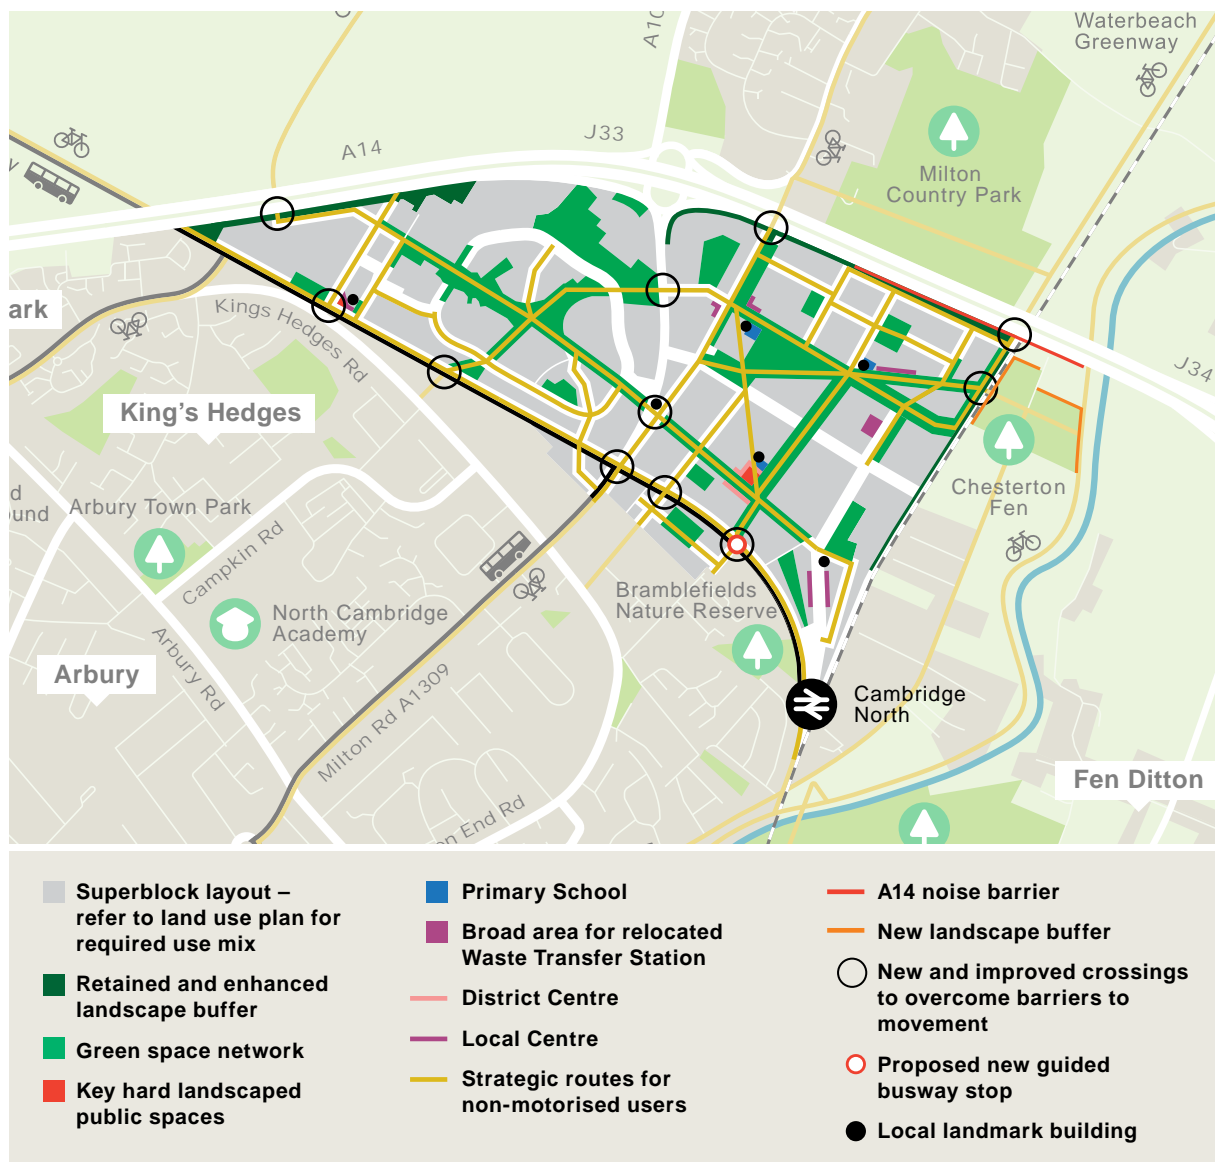 Waterbeach
Greenway
A10
J33
A14
Milton
Country Park
ark
Kings Hedges Rd
J34
King's Hedges
Chesterton
Fen
d
und
Arbury Town Park
Campkin Rd
Bramblefields
Nature Reserve
North Cambridge
Academy
Arbury Rd
Arbury
Milton Rd A1309
Cambridge
North
Fen Ditton
on End Rd
Superblock layout –
refer to land use plan for
required use mix
Retained and enhanced
landscape buffer
Green space network
Key hard landscaped
public spaces
Primary School
Broad area for relocated
Waste Transfer Station
District Centre
Local Centre
Strategic routes for
non-motorised users
A14 noise barrier
New landscape buffer
New and improved crossings
to overcome barriers to
movement
Proposed new guided
busway stop
Local landmark building